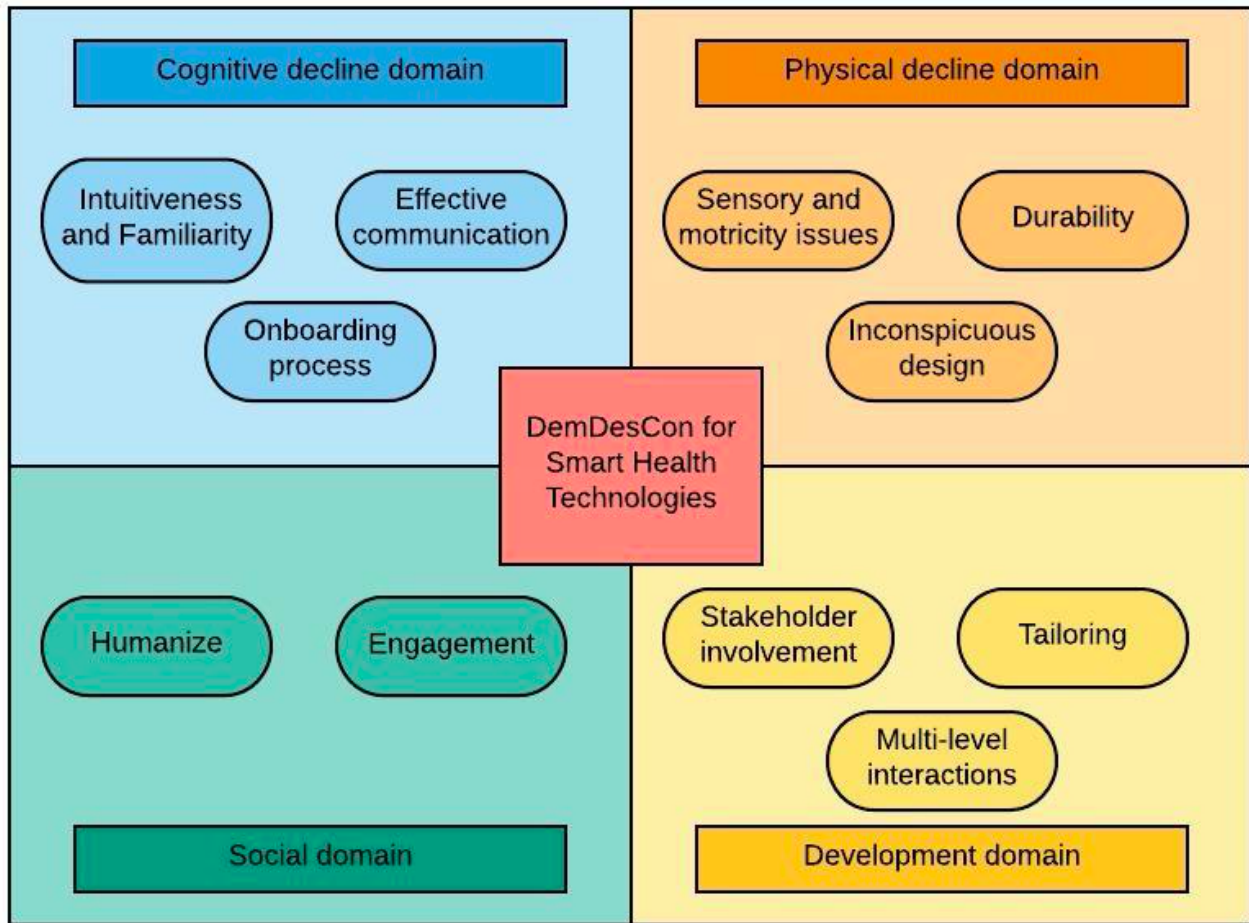 Cognitive decline domain
Intuitiveness
and Familiarity
Effective
communication
Onboarding
process
Physical decline domain
Sensory and
motricity issues
Durability
Inconspicuous
design
DemDesCon for
Smart Health
Technologies
Humanize
Engagement
Social domain
Stakeholder
involvement
Tailoring
Multi-level
interactions
Development domain